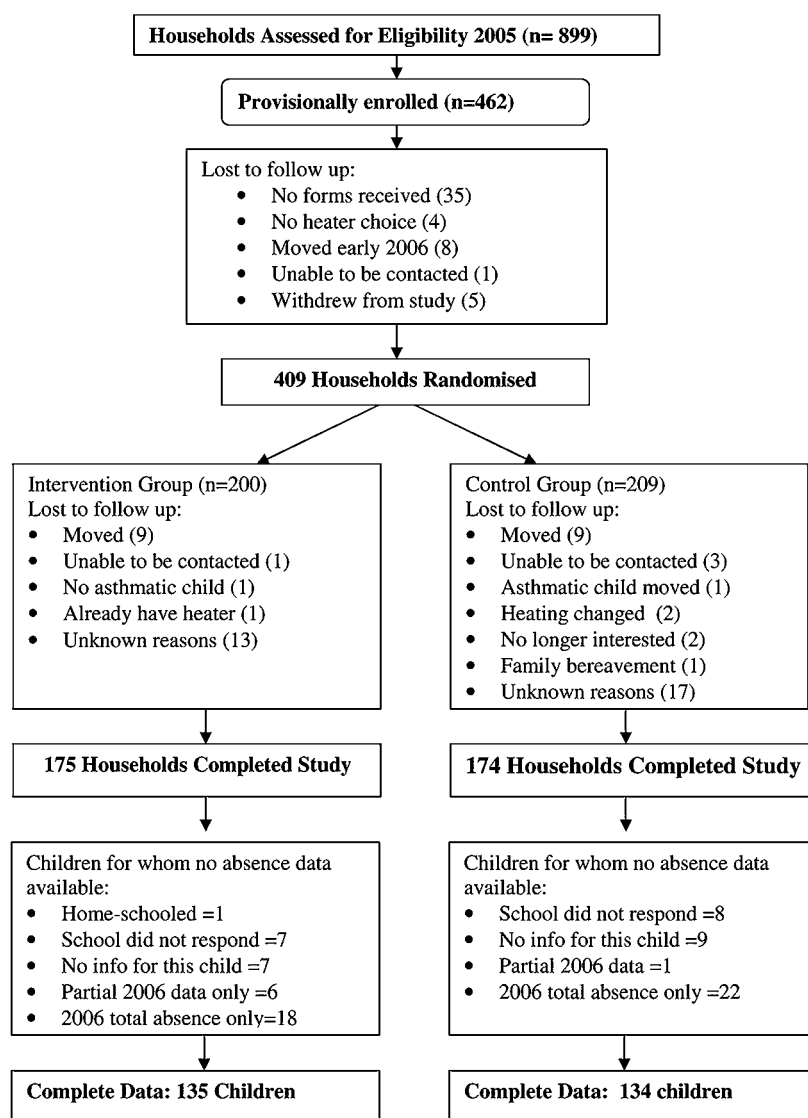 Households Assessed for Eligibility 2005 (n= 899)
Provisionally enrolled (n=462)
Lost to follow up:
• No forms received (35)
• No heater choice (4)
• Moved early 2006 (8)
• Unable to be contacted (1)
• Withdrew from study (5)
409 Households Randomised
Intervention Group (n=200)
Lost to follow up:
• Moved (9)
• Unable to be contacted (1)
• No asthmatic child (1)
• Already have heater (1)
• Unknown reasons (13)
Control Group (n=209)
Lost to follow up:
• Moved (9)
• Unable to be contacted (3)
• Asthmatic child moved (1)
• Heating changed (2)
• No longer interested (2)
• Family bereavement (1)
• Unknown reasons (17)
175 Households Completed Study
174 Households Completed Study
Children for whom no absence data
available:
• Home-schooled =1
• School did not respond =7
• No info for this child =7
• Partial 2006 data only =6
• 2006 total absence only=18
Children for whom no absence data
available:
• School did not respond =8
• No info for this child =9
• Partial 2006 data =1
• 2006 total absence only =22
Complete Data: 135 Children
Complete Data: 134 children